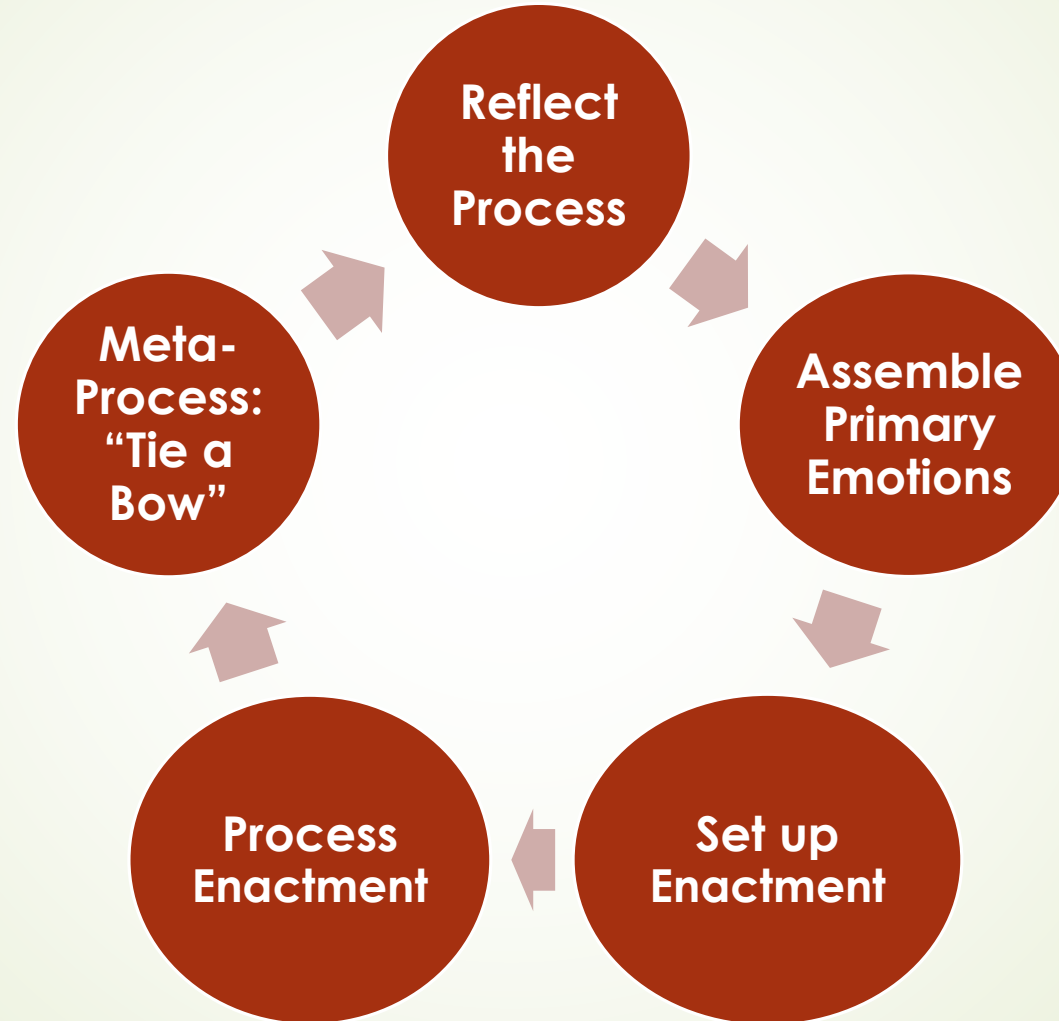 Reflect
the
Process
Assemble
Primary
Emotions
Set up
Enactment
Process
Enactment
Meta-
Process:
“Tie a
Bow”